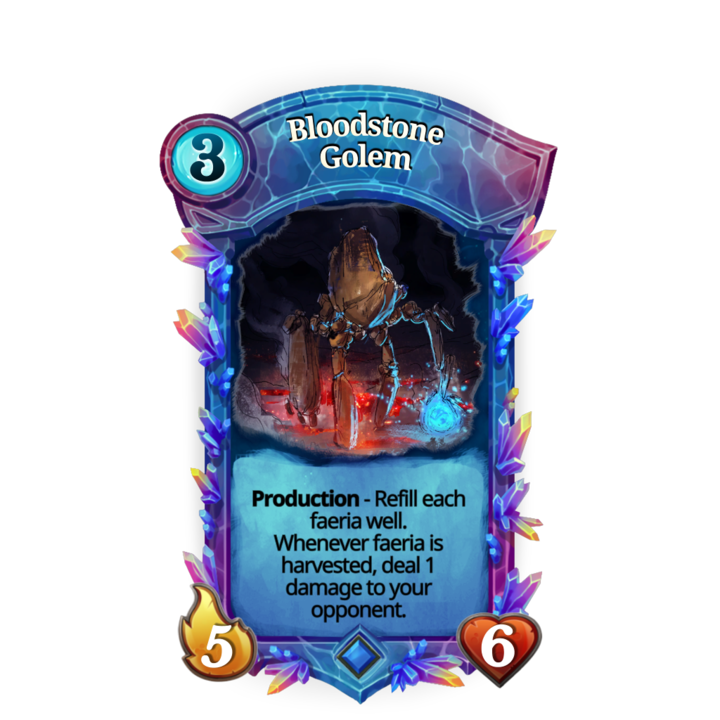 3
Bloodstone
Golem
Production - Refill each
faeria well.
Whenever faeria is
harvested, deal 1
damage to your
opponent.
5
6